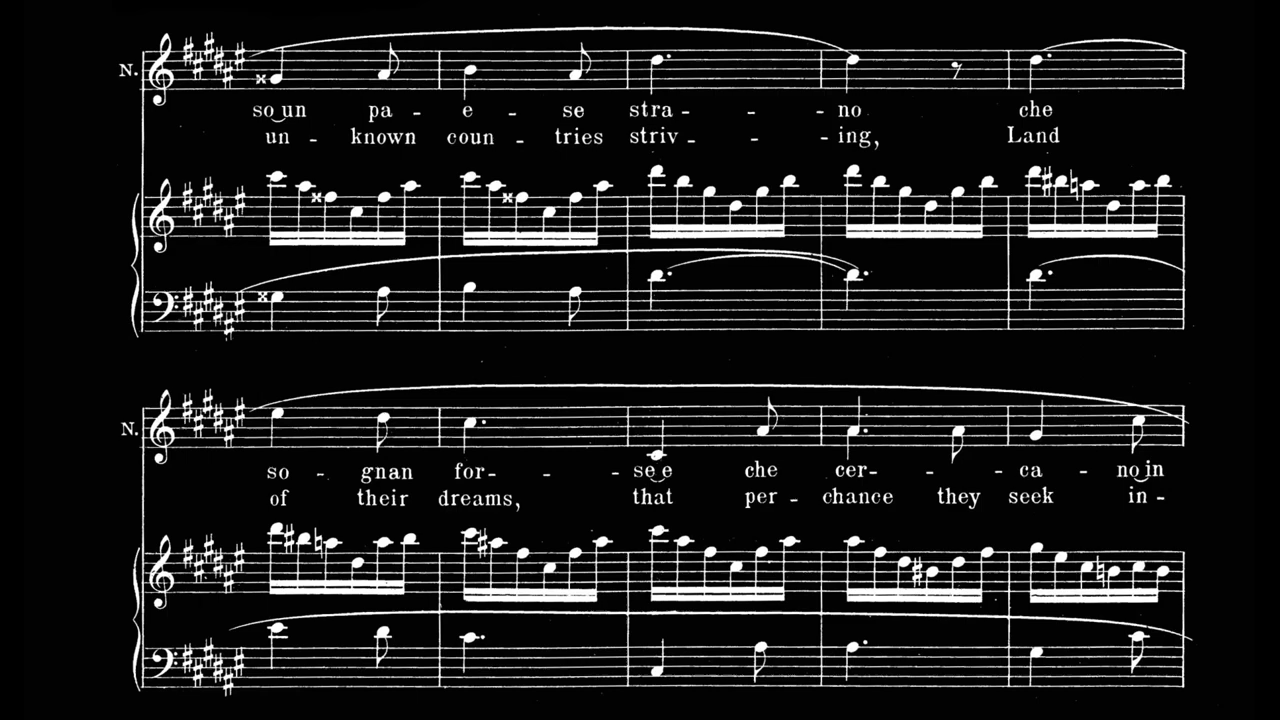 N.
so un pa - e - se stra - - - no che
un - known coun - tries striv - - - ing, Land
N.
so - gnan for - - - se e che cer - - - ca - no in
of their dreams, that per - chance they seek in -